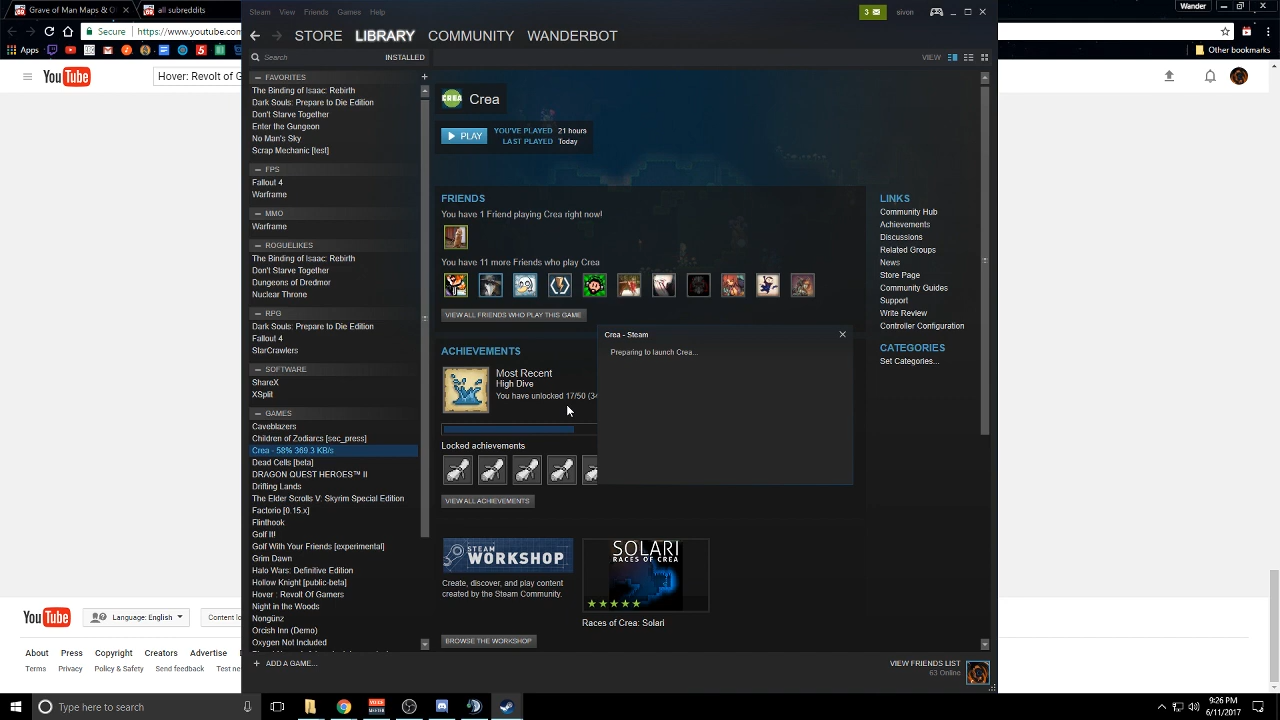 Grave of Man Maps & Qu
all subreddits
Wander
Secure
https://www.youtube.com
Apps
Other bookmarks
YouTube
Hover: Revolt of G
Steam View Friends Games Help
3
sivon
STORE LIBRARY COMMUNITY WANDERBOT
Search
INSTALLED
VIEW
FAVORITES
The Binding of Isaac: Rebirth
Dark Souls: Prepare to Die Edition
Don't Starve Together
Enter the Gungeon
No Man's Sky
Scrap Mechanic [test]
FPS
Fallout 4
Warframe
MMO
Warframe
ROGUELIKES
The Binding of Isaac: Rebirth
Don't Starve Together
Dungeons of Dredmor
Nuclear Throne
RPG
Dark Souls: Prepare to Die Edition
Fallout 4
StarCrawlers
SOFTWARE
ShareX
XSplit
GAMES
Caveblazers
Children of Zodiarcs [sec_press]
Crea - 58% 369.3 KB/s
Dead Cells [beta]
DRAGON QUEST HEROES™ II
Drifting Lands
The Elder Scrolls V: Skyrim Special Edition
Factorio [0.15.x]
Flinthook
Golf It!
Golf With Your Friends [experimental]
Grim Dawn
Halo Wars: Definitive Edition
Hollow Knight [public-beta]
Hover : Revolt Of Gamers
Night in the Woods
Nongünz
Orcish Inn (Demo)
Oxygen Not Included
ADD A GAME...
CREA
Crea
PLAY
YOU'VE PLAYED 21 hours
LAST PLAYED Today
FRIENDS
You have 1 Friend playing Crea right now!
You have 11 more Friends who play Crea
VIEW ALL FRIENDS WHO PLAY THIS GAME
ACHIEVEMENTS
Most Recent
High Dive
You have unlocked 17/50 (34
Locked achievements
VIEW ALL ACHIEVEMENTS
Crea - Steam
Preparing to launch Crea...
STEAM WORKSHOP
Create, discover, and play content
created by the Steam Community.
BROWSE THE WORKSHOP
SOLARI
RACES OF CREA
Races of Crea: Solari
LINKS
Community Hub
Achievements
Discussions
Related Groups
News
Store Page
Community Guides
Support
Write Review
Controller Configuration
CATEGORIES
Set Categories...
VIEW FRIENDS LIST
63 Online
YouTube
Language: English
Content lo
About Press Copyright Creators Advertise
Terms Privacy Policy & Safety Send feedback Test ne
Type here to search
9:26 PM
6/11/2017